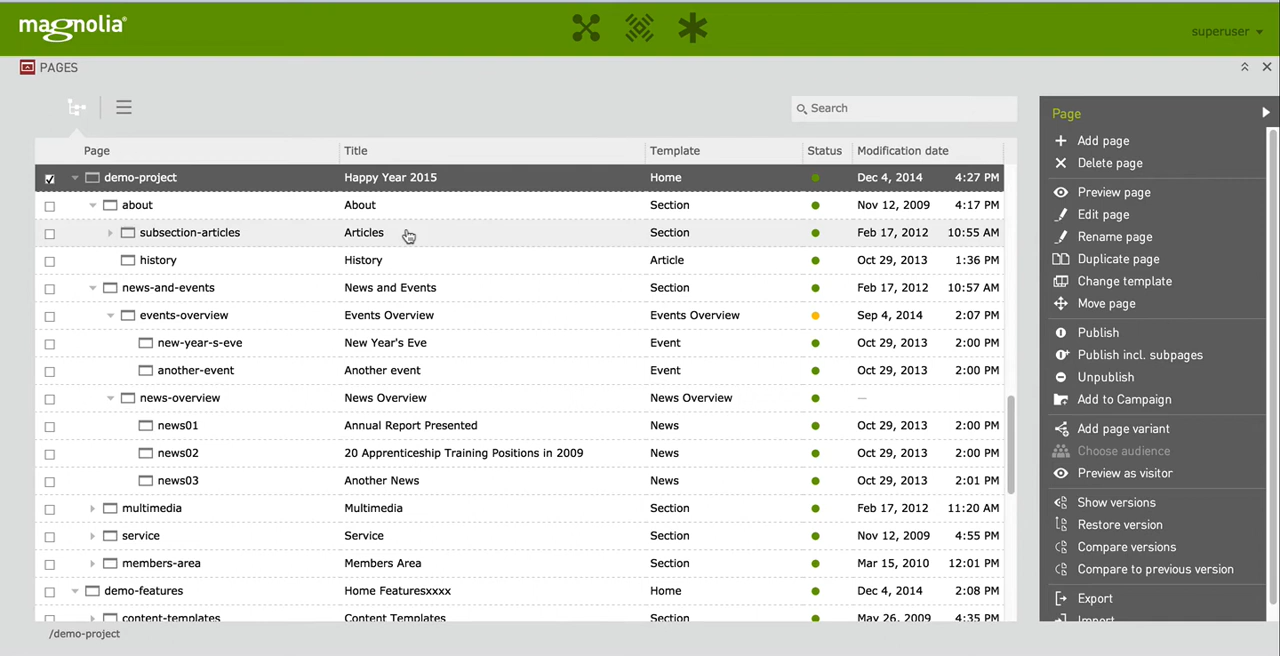 magnolia®
superuser
PAGES
Search
Page Title Template Status Modification date
demo-project Happy Year 2015 Home Dec 4, 2014 4:27 PM
about About Section Nov 12, 2009 4:17 PM
subsection-articles Articles Section Feb 17, 2012 10:55 AM
history History Article Oct 29, 2013 1:36 PM
news-and-events News and Events Section Feb 17, 2012 10:57 AM
events-overview Events Overview Events Overview Sep 4, 2014 2:07 PM
new-year-s-eve New Year's Eve Event Oct 29, 2013 2:00 PM
another-event Another event Event Oct 29, 2013 2:00 PM
news-overview News Overview News Overview —
news01 Annual Report Presented News Oct 29, 2013 2:00 PM
news02 20 Apprenticeship Training Positions in 2009 News Oct 29, 2013 2:00 PM
news03 Another News News Oct 29, 2013 2:01 PM
multimedia Multimedia Section Feb 17, 2012 11:20 AM
service Service Section Nov 12, 2009 4:55 PM
members-area Members Area Section Mar 15, 2010 12:01 PM
demo-features Home Featuresxxxx Home Dec 4, 2014 2:08 PM
content-templates Content Templates Section May 26, 2009 4:35 PM
/demo-project
Page
Add page
Delete page
Preview page
Edit page
Rename page
Duplicate page
Change template
Move page
Publish
Publish incl. subpages
Unpublish
Add to Campaign
Add page variant
Choose audience
Preview as visitor
Show versions
Restore version
Compare versions
Compare to previous version
Export
Import